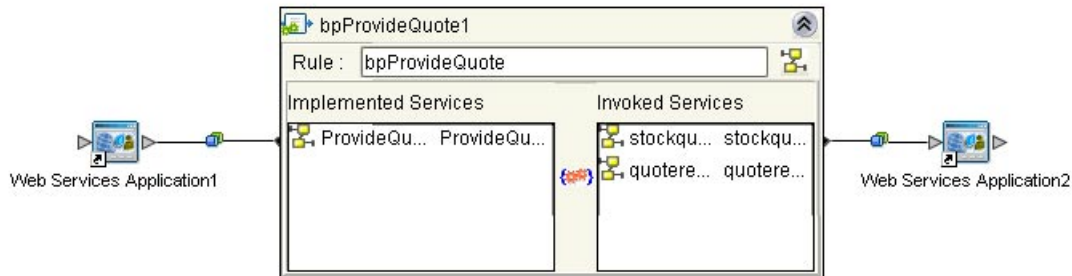 bpProvideQuote1
Rule : bpProvideQuote
Implemented Services Invoked Services
ProvideQu... ProvideQu... stockqu... stockqu...
quotere... quotere...
Web Services Application1 Web Services Application2